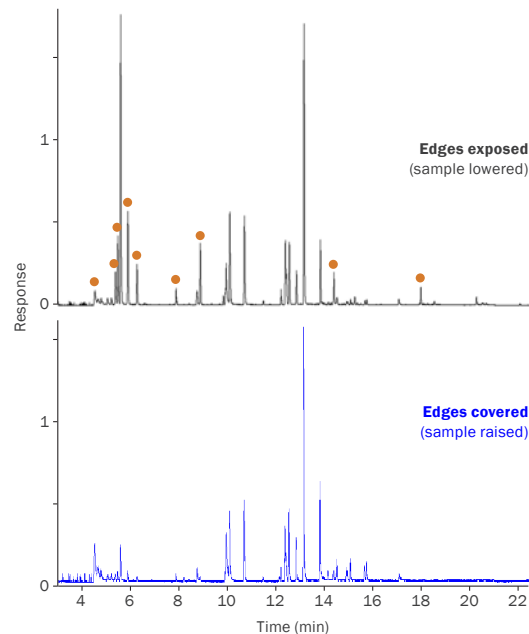 1
Edges exposed
(sample lowered)
0
Response
1
Edges covered
(sample raised)
0
4 6 8 10 12 14 16 18 20 22
Time (min)